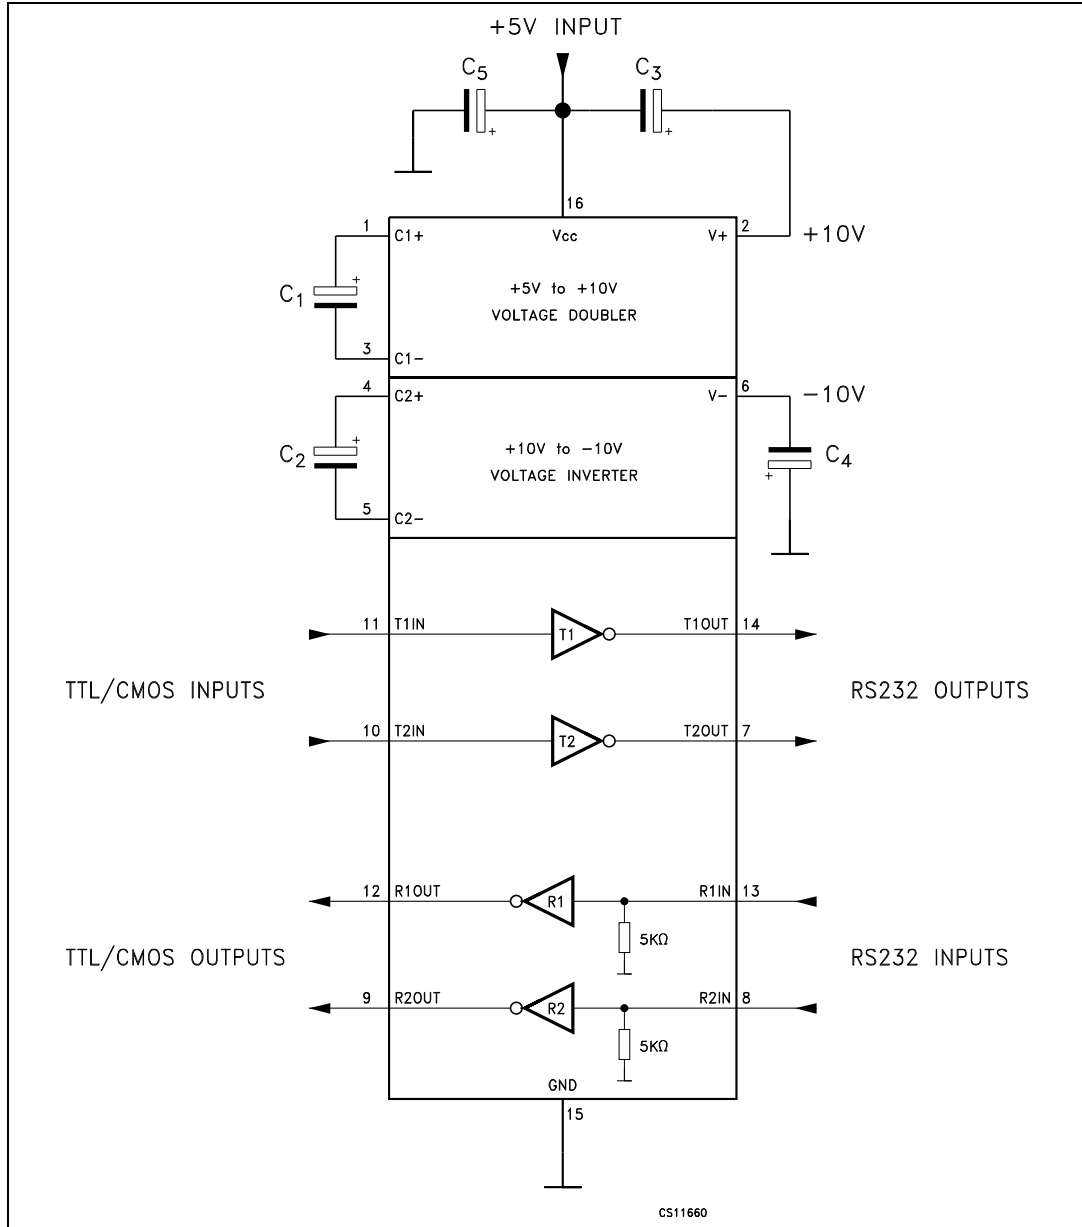 +5V INPUT
C5 C3
+ +
16
1 C1+ Vcc V+ 2 +10V
C1 +
+5V to +10V
VOLTAGE DOUBLER
3 C1-
4 C2+ V- 6 -10V
C2 +
+10V to -10V
VOLTAGE INVERTER
C4
+
5 C2-
11 T1IN T1 T1OUT 14
TTL/CMOS INPUTS RS232 OUTPUTS
10 T2IN T2 T2OUT 7
12 R1OUT R1 R1IN 13
5KΩ
TTL/CMOS OUTPUTS RS232 INPUTS
9 R2OUT R2 R2IN 8
5KΩ
GND
15
CS11660